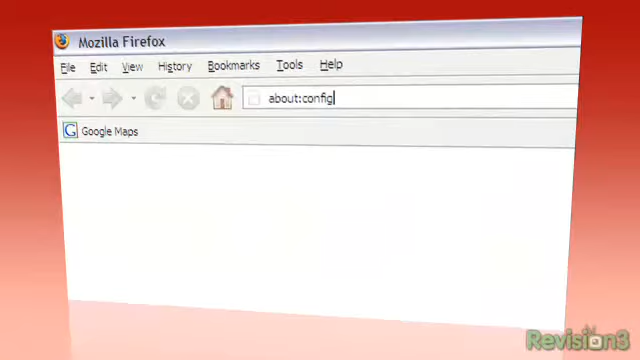 Mozilla Firefox
File Edit View History Bookmarks Tools Help
about:config
G Google Maps
Revision3